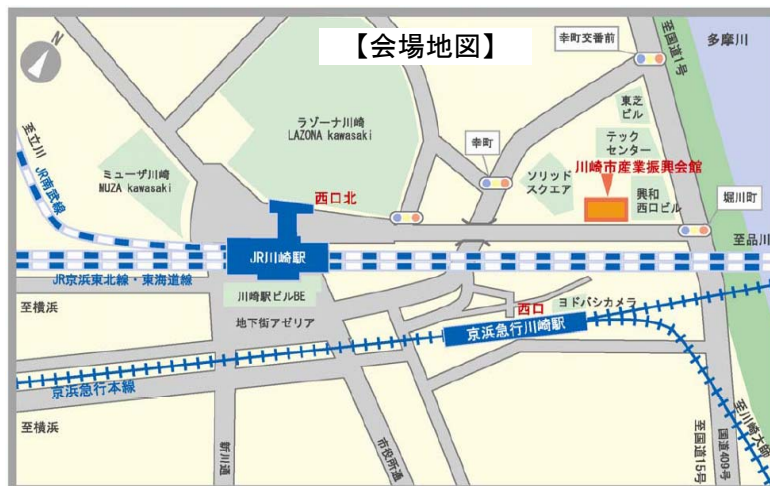 【会場地図】
N
至国道1号
多摩川
幸町交番前
東芝
ビル
ラゾーナ川崎
LAZONA kawasaki
幸町
テック
センター
至立川
JR南武線
ミューザ川崎
MUZA kawasaki
ソリッド
スクエア
川崎市産業振興会館
興和
西口ビル
西口北
堀川町
至品川
JR川崎駅
JR京浜東北線・東海道線
至横浜
川崎駅ビルBE
西口
ヨドバシカメラ
地下街アゼリア
京浜急行川崎駅
京浜急行本線
至横浜
新川通
市役所通
至国道15号
国道409号
至川崎大師